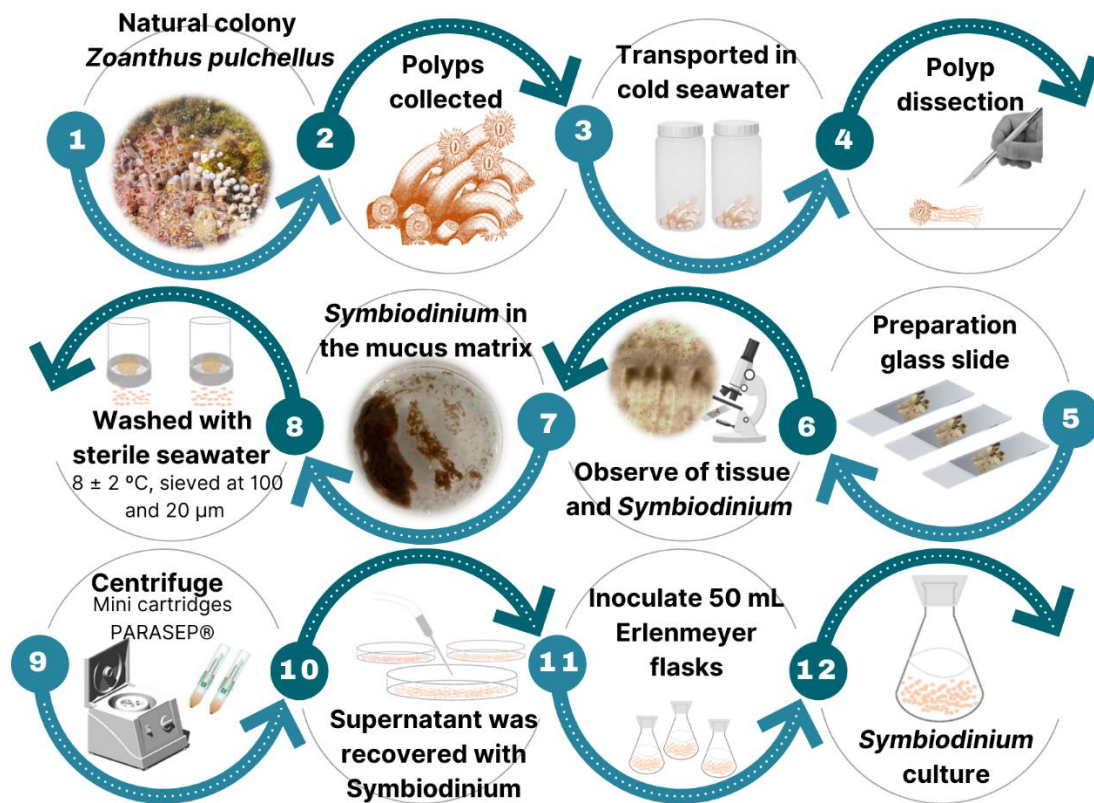 Natural colony
Zoanthus pulchellus
1
2
Polyps
collected
3
Transported in
cold seawater
4
Polyp
dissection
Preparation
glass slide
5
6
Observe of tissue
and Symbiodinium
7
Symbiodinium in
the mucus matrix
8
Washed with
sterile seawater
8 ± 2 ºC, sieved at 100
and 20 µm
9
Centrifuge
Mini cartridges
PARASEP®
10
Supernatant was
recovered with
Symbiodinium
11
Inoculate 50 mL
Erlenmeyer
flasks
12
Symbiodinium
culture